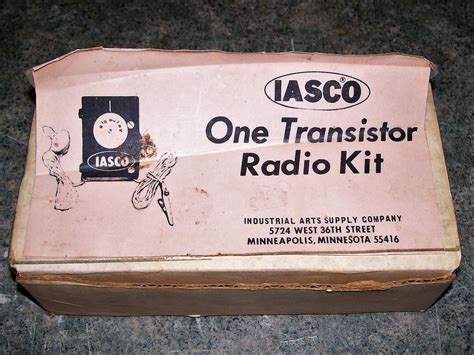 IASCO®
One Transistor
Radio Kit
IASCO
INDUSTRIAL ARTS SUPPLY COMPANY
5724 WEST 36TH STREET
MINNEAPOLIS, MINNESOTA 55416